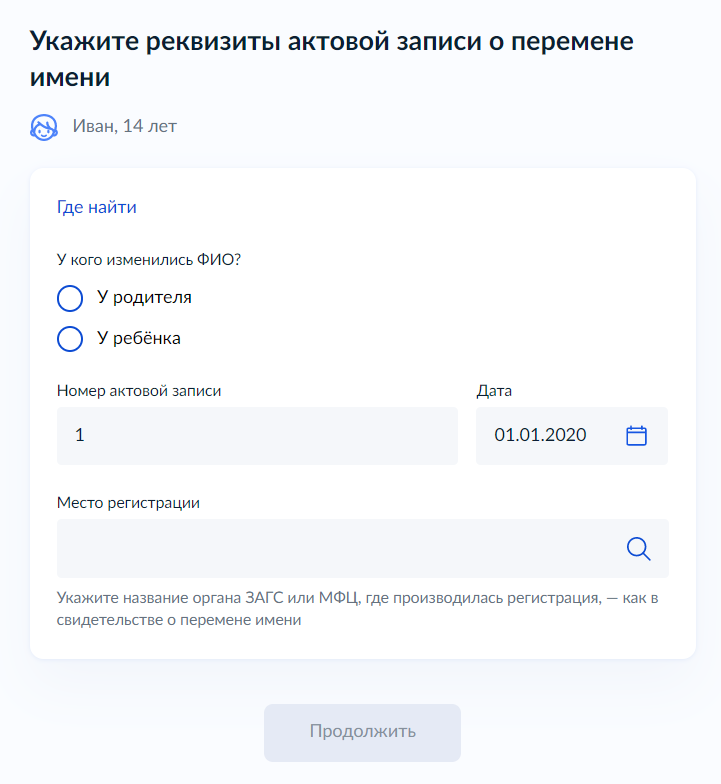 Укажите реквизиты актовой записи о перемене
имени
Иван, 14 лет
Где найти
У кого изменились ФИО?
У родителя
У ребёнка
Номер актовой записи
Дата
1
01.01.2020
Место регистрации
Укажите название органа ЗАГС или МФЦ, где производилась регистрация, — как в
свидетельстве о перемене имени
Продолжить